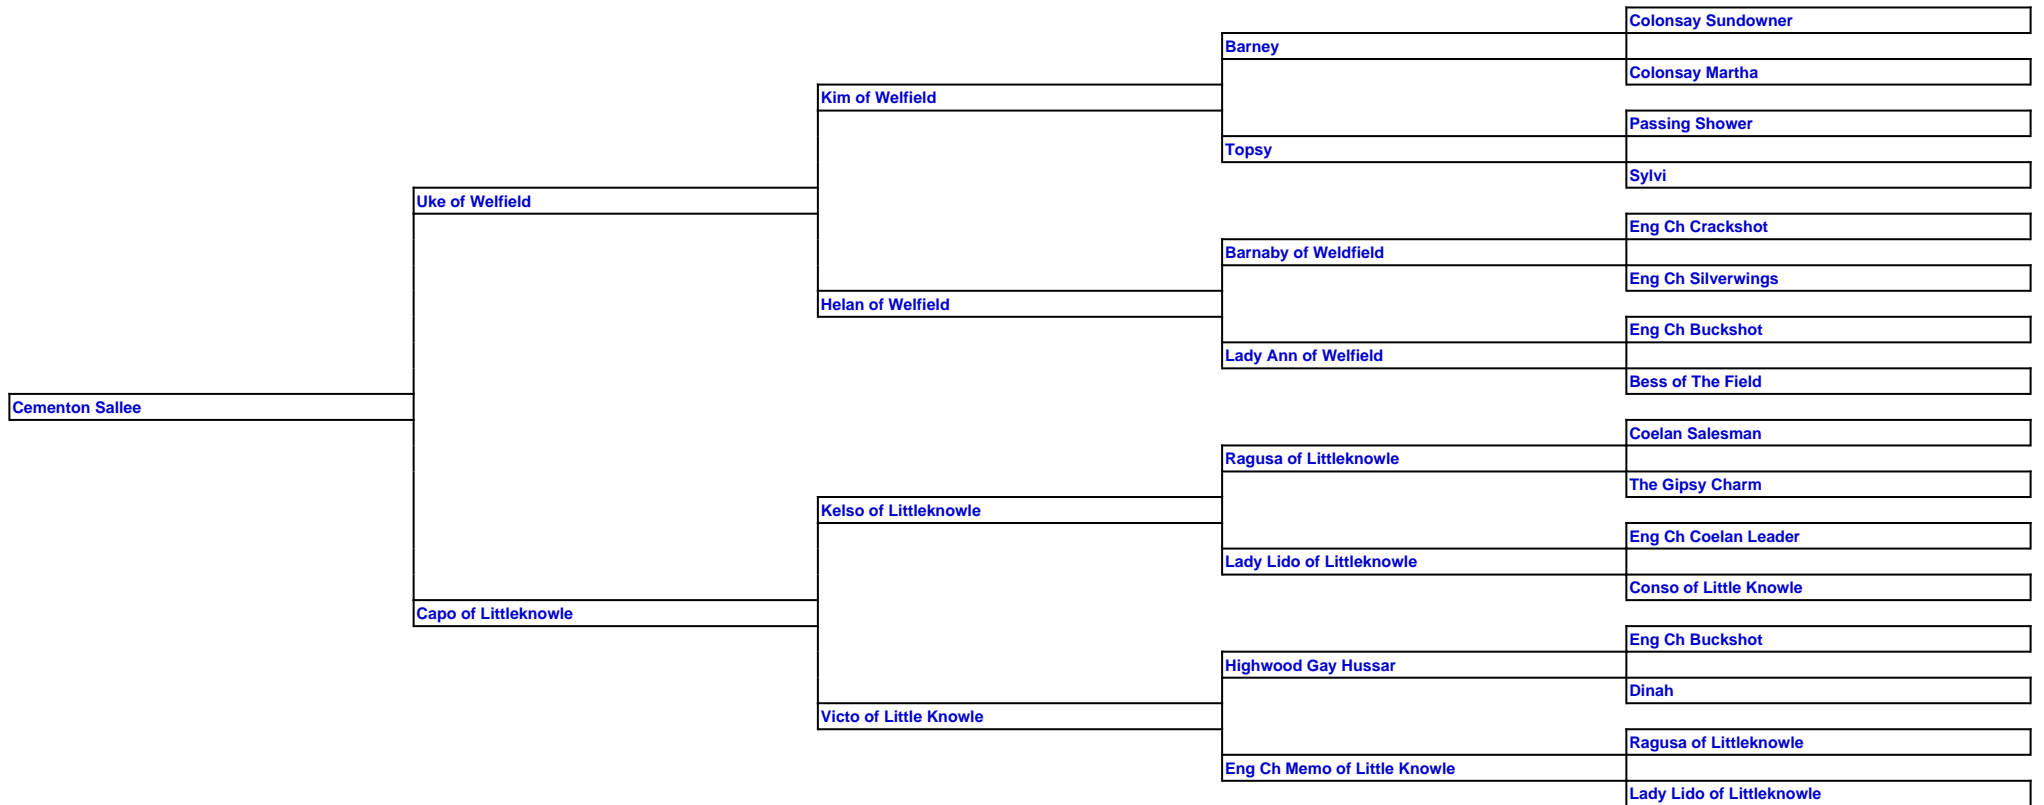 Colonsay Sundowner
Barney
Colonsay Martha
Kim of Welfield
Passing Shower
Topsy
Sylvi
Uke of Welfield
Eng Ch Crackshot
Barnaby of Weldfield
Eng Ch Silverwings
Helan of Welfield
Eng Ch Buckshot
Lady Ann of Welfield
Bess of The Field
Cementon Sallee
Coelan Salesman
Ragusa of Littleknowle
The Gipsy Charm
Kelso of Littleknowle
Eng Ch Coelan Leader
Lady Lido of Littleknowle
Conso of Little Knowle
Capo of Littleknowle
Eng Ch Buckshot
Highwood Gay Hussar
Dinah
Victo of Little Knowle
Ragusa of Littleknowle
Eng Ch Memo of Little Knowle
Lady Lido of Littleknowle